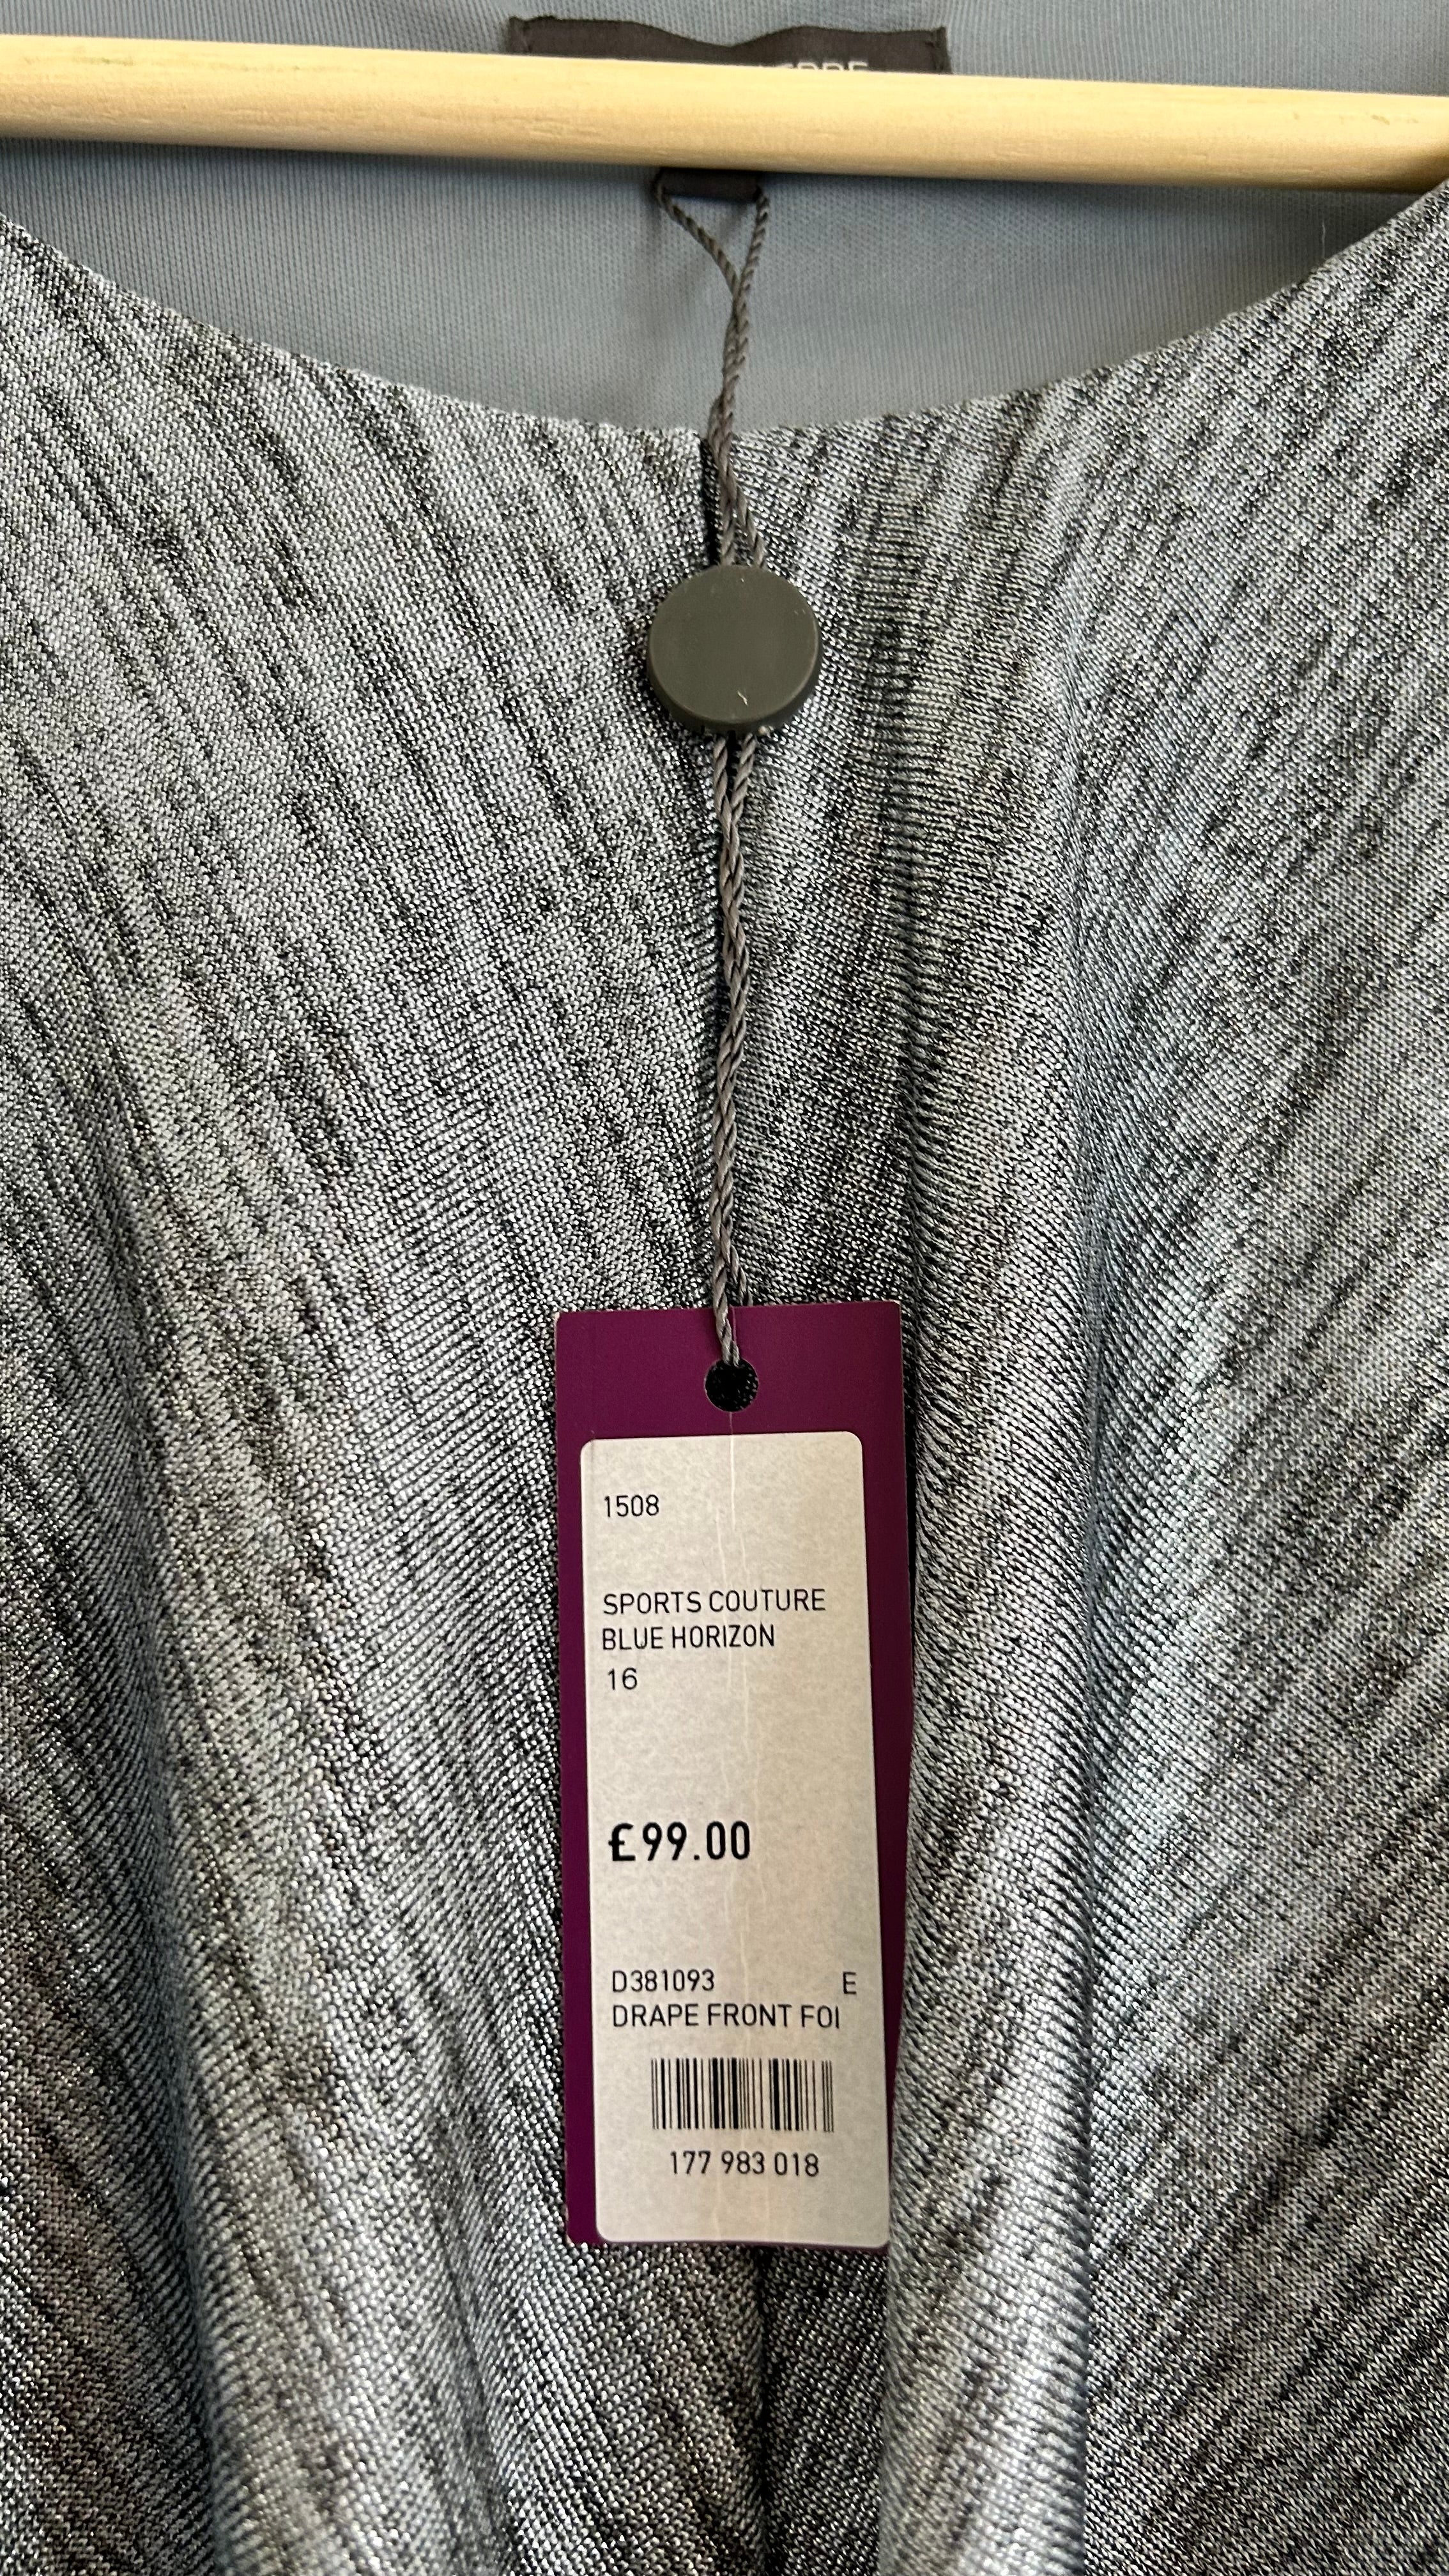 1508
SPORTS COUTURE
BLUE HORIZON
16
£99.00
D381093 E
DRAPE FRONT FOI
177 983 018